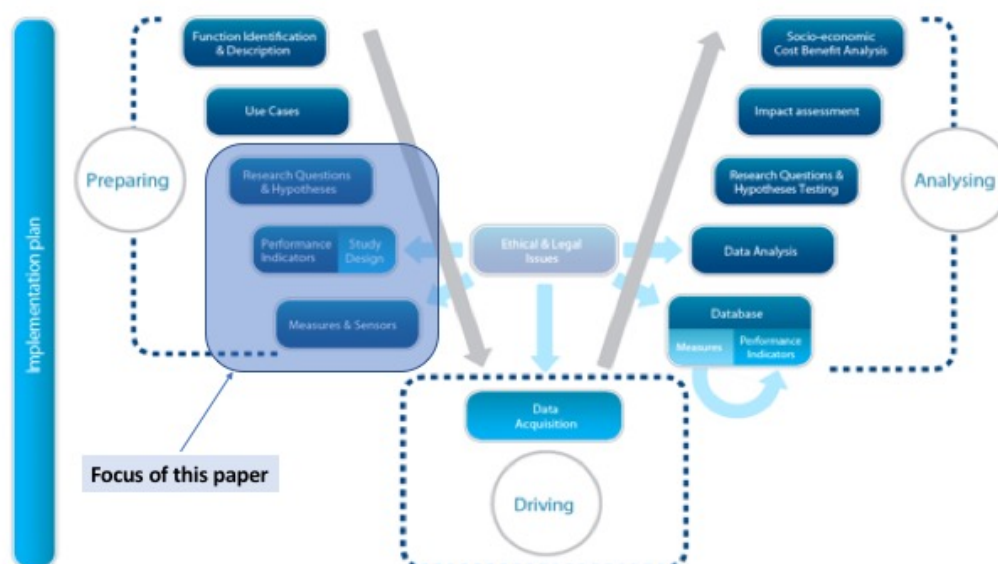 Implementation plan
Function Identification
& Description
Use Cases
Preparing
Research Questions
& Hypotheses
Performance
Indicators
Study
Design
Measures & Sensors
Focus of this paper
Ethical & Legal
Issues
Data
Acquisition
Driving
Socio-economic
Cost Benefit Analysis
Impact assessment
Research Questions &
Hypotheses Testing
Analysing
Data Analysis
Database
Measures
Performance
Indicators